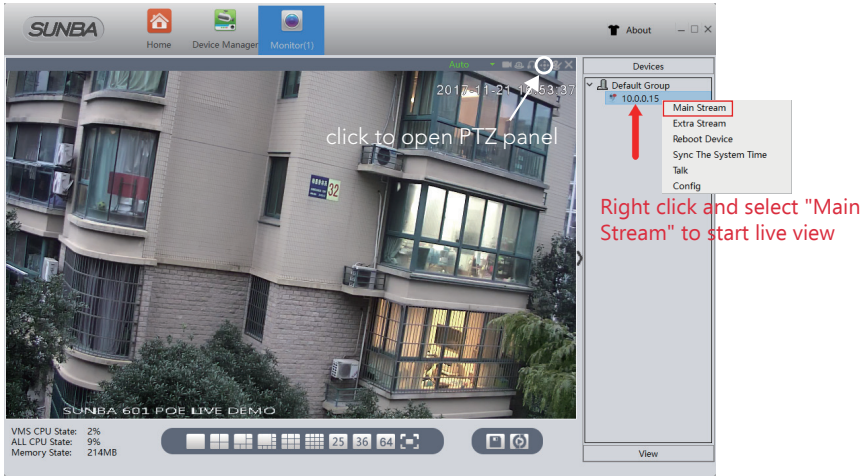 SUNBA
Home
Device Manager
Monitor(1)
About
Auto
2017-11-21 16:53:37
click to open PTZ panel
32
SUNBA 601 POE LIVE DEMO
Devices
Default Group
10.0.0.15
Main Stream
Extra Stream
Reboot Device
Sync The System Time
Talk
Config
Right click and select "Main
Stream" to start live view
VMS CPU State: 2%
ALL CPU State: 9%
Memory State: 214MB
25 36 64
View